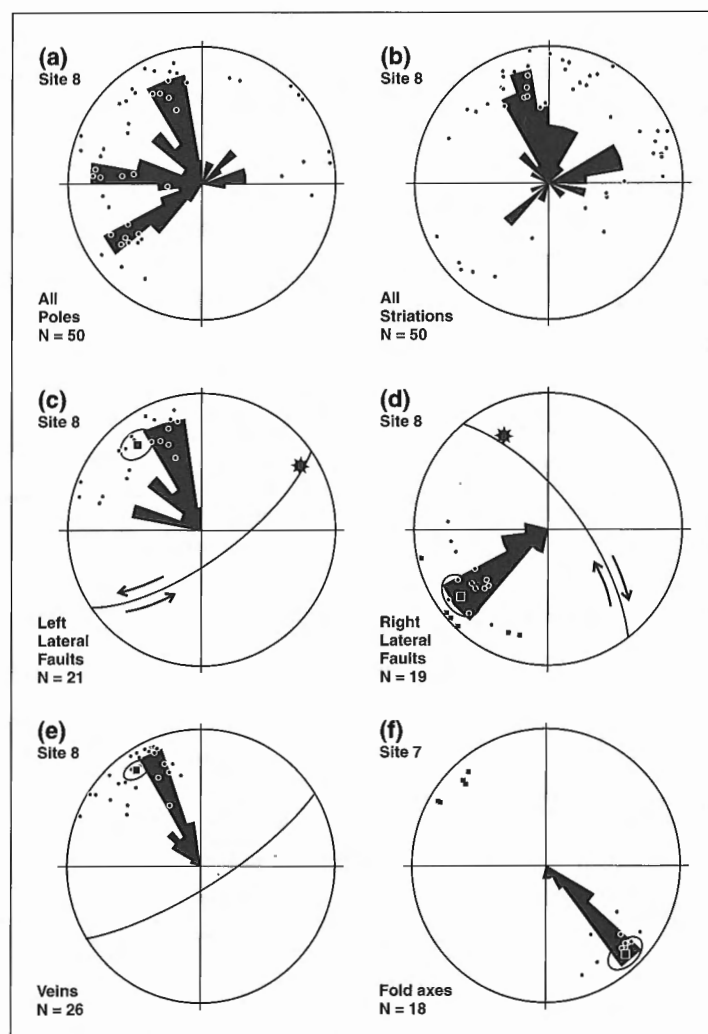 (a)
Site 8
All
Poles
N = 50
(b)
Site 8
All
Striations
N = 50
(c)
Site 8
Left
Lateral
Faults
N = 21
(d)
Site 8
Right
Lateral
Faults
N = 19
(e)
Site 8
Veins
N = 26
(f)
Site 7
Fold axes
N = 18